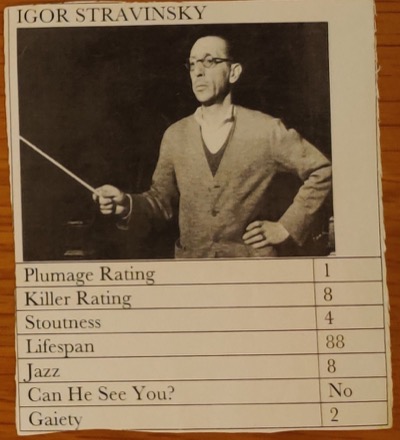 IGOR STRAVINSKY
Plumage Rating 1
Killer Rating 8
Stoutness 4
Lifespan 88
Jazz 8
Can He See You? No
Gaiety 2